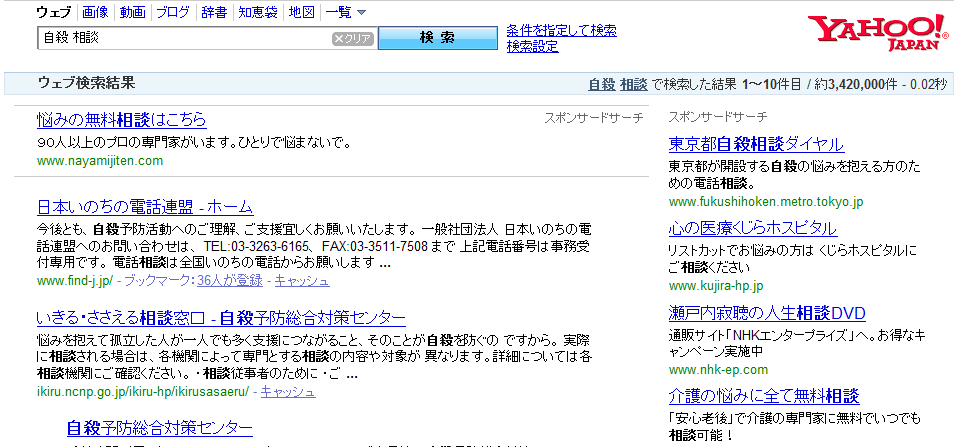 ウェブ 画像 動画 ブログ 辞書 知恵袋 地図 一覧
自殺 相談 ×クリア 検 索 条件を指定して検索
検索設定
YAHOO!
JAPAN
ウェブ検索結果 自殺 相談 で検索した結果 1～10件目 / 約3,420,000件 - 0.02秒
悩みの無料相談はこちら スポンサードサーチ
90人以上のプロの専門家がいます。ひとりで悩まないで。
www.nayamijiten.com
日本いのちの電話連盟 - ホーム
今後とも、自殺予防活動へのご理解、ご支援宜しくお願いいたします。 一般社団法人 日本いのちの電
話連盟へのお問い合わせは、 TEL:03-3263-6165、 FAX:03-3511-7508 まで 上記電話番号は事務受
付専用です。 電話相談は全国いのちの電話からお願いします ...
www.find-j.jp/ - ブックマーク：36人が登録 - キャッシュ
いきる・ささえる相談窓口 - 自殺予防総合対策センター
悩みを抱えて孤立した人が一人でも多く支援につながること、そのことが自殺を防ぐの ですから。 実際
に相談される場合は、各機関によって専門とする相談の内容や対象が 異なります。詳細については各
相談機関にご確認ください。 ・相談従事者のために ・ご ...
ikiru.ncnp.go.jp/ikiru-hp/ikirusasaeru/ - キャッシュ
自殺予防総合対策センター
スポンサードサーチ
東京都自殺相談ダイヤル
東京都が開設する自殺の悩みを抱える方のた
めの電話相談。
www.fukushihoken.metro.tokyo.jp
心の医療くじらホスピタル
リストカットでお悩みの方は くじらホスピタルに
ご相談ください
www.kujira-hp.jp
瀬戸内寂聴の人生相談DVD
通販サイト「NHKエンタープライズ」へ。お得なキ
ャンペーン実施中
www.nhk-ep.com
介護の悩みに全て無料相談
「安心老後」で介護の専門家に無料でいつでも
相談可能！